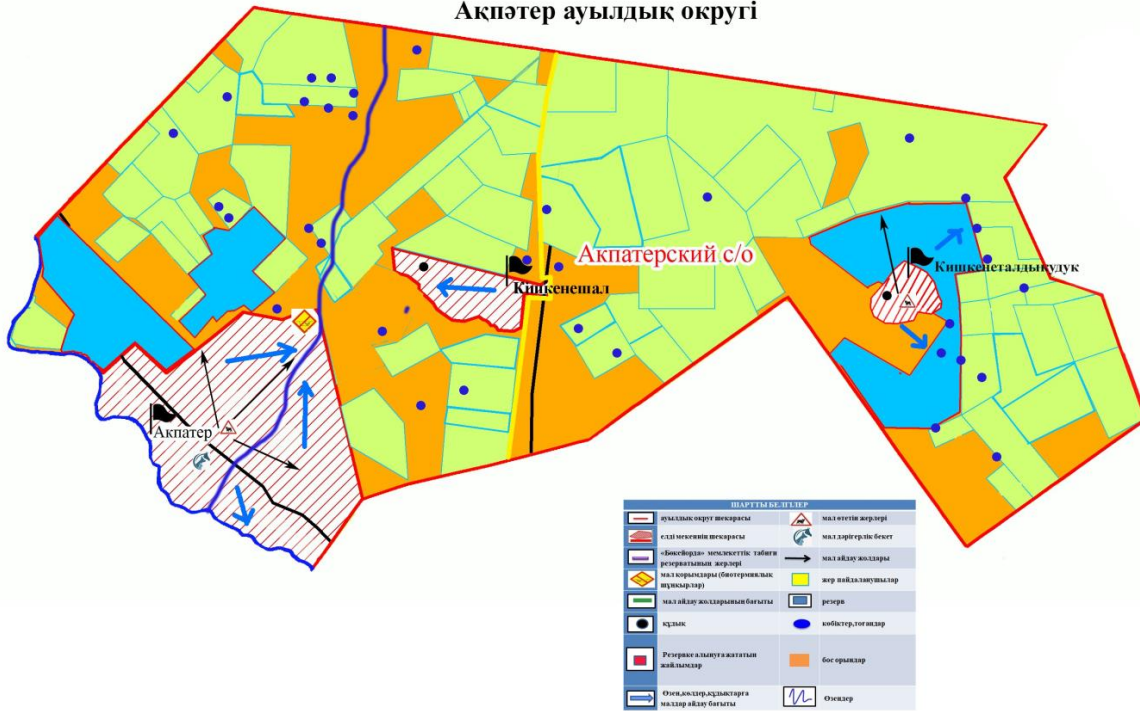 Ақпәтер ауылдық округі
Акпатерский с/о
Кишкенеталдыкудук
Кішкенешал
Акпатер
ШАРТТЫ БЕЛГІЛЕР
ауылдық округ шекарасы
мал өтетін жерлері
елді мекеннің шекарасы
мал дәрігерлік бекет
«Бөкейорда» мемлекеттік табиғи
резерватының жерлері
мал айдау жолдары
мал қорымдары (биотермиялық
шұңқырлар)
жер пайдаланушылар
мал айдау жолдарының бағыты
резерв
құдық
көбіктер,тоғандар
Резервке алынуға жататын
жайылымдар
бос орындар
Өзен,көлдер,құдықтарға
малдар айдау бағыты
Өзендер